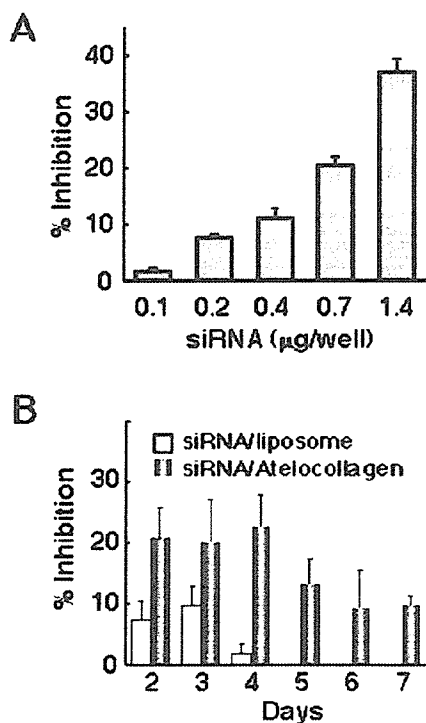 A
% Inhibition
40
30
20
10
0
0.1 0.2 0.4 0.7 1.4
siRNA (µg/well)
B
siRNA/liposome
siRNA/Atelocollagen
% Inhibition
30
20
10
0
2 3 4 5 6 7
Days